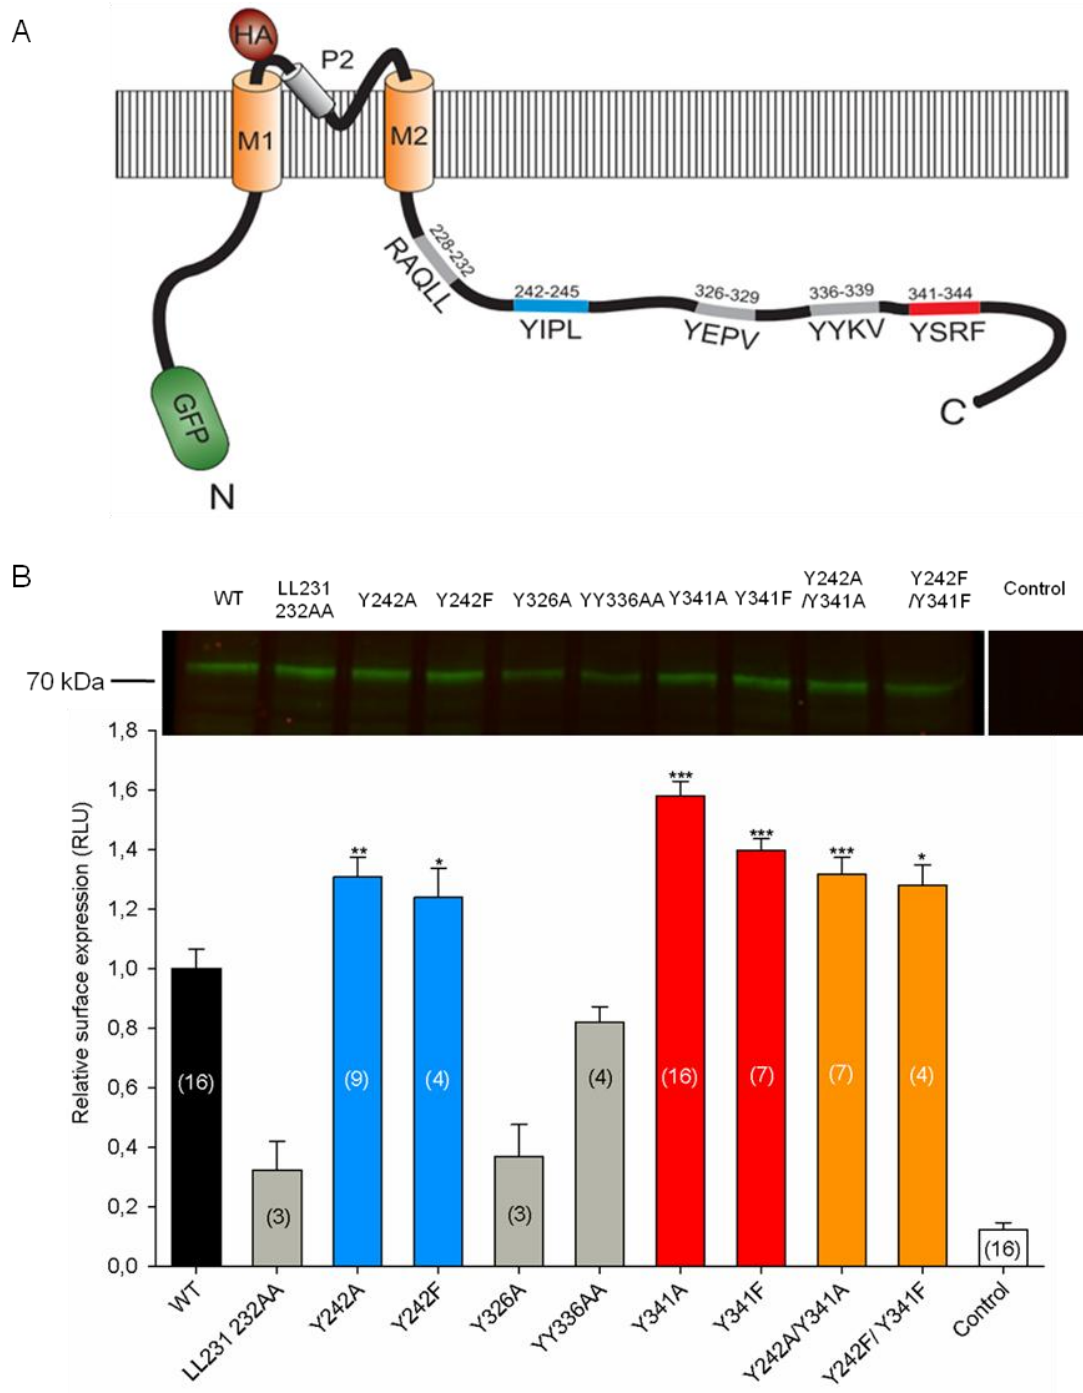 A
HA
P2
M1
M2
228-232
RAQLL
242-245
YIPL
326-329
YEPV
336-339
YYKV
341-344
YSRF
GFP
N
C
B
WT
LL231
232AA
Y242A
Y242F
Y326A
YY336AA
Y341A
Y341F
Y242A
/Y341A
Y242F
/Y341F
Control
70 kDa
Relative surface expression (RLU)
1,8
1,6
1,4
1,2
1,0
0,8
0,6
0,4
0,2
0,0
** * *** *** *** *
(16) (3) (9) (4) (3) (4) (16) (7) (7) (4) (16)
WT
LL231 232AA
Y242A
Y242F
Y326A
YY336AA
Y341A
Y341F
Y242A/Y341A
Y242F/ Y341F
Control